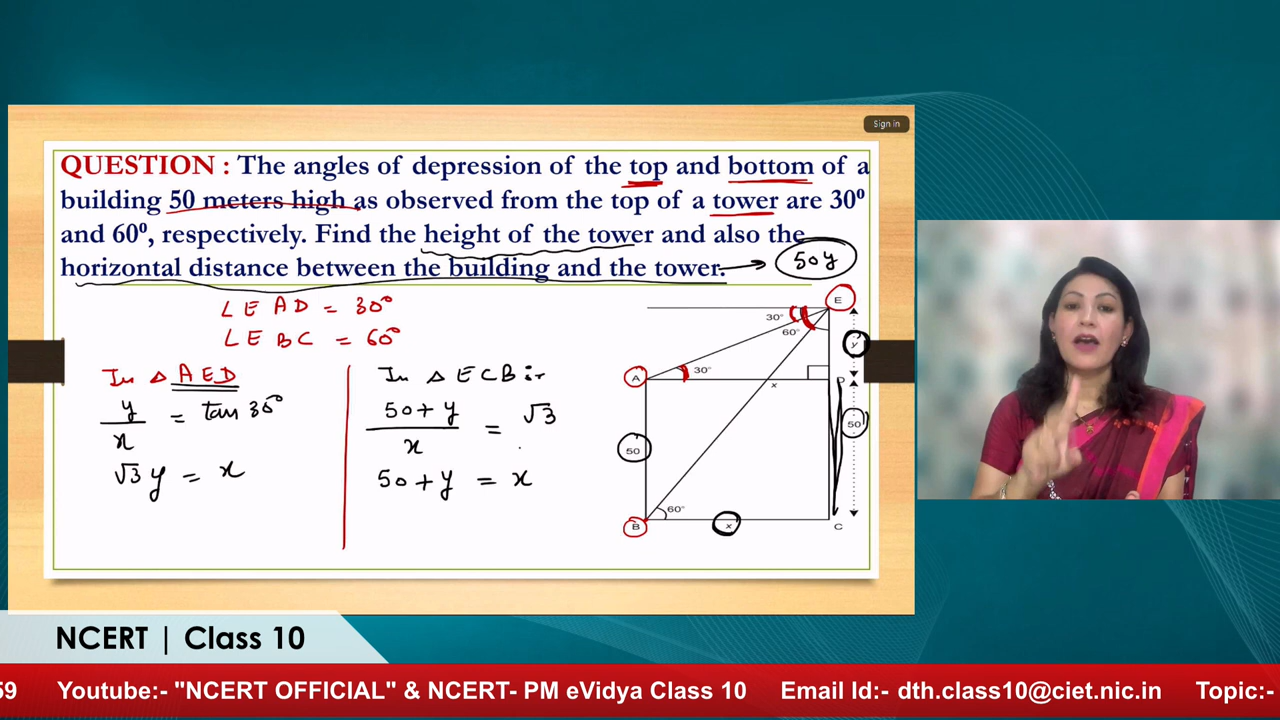 Sign in
QUESTION : The angles of depression of the top and bottom of a
building 50 meters high as observed from the top of a tower are 30⁰
and 60⁰, respectively. Find the height of the tower and also the
horizontal distance between the building and the tower.
50y
∠EAD = 30°
∠EBC = 60°
In △ AED
y/x = tan 30°
√3y = x
In △ ECB :-
50+y/x = √3
50+y = x
E
30°
60°
y
A
30°
D
x
50
50
60°
B
x
C
NCERT | Class 10
59 Youtube:- "NCERT OFFICIAL" & NCERT- PM eVidya Class 10 Email Id:- dth.class10@ciet.nic.in Topic:-